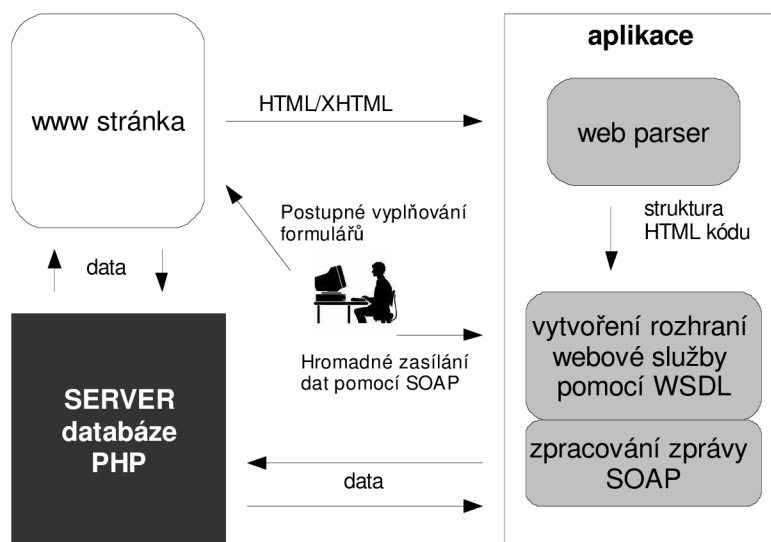 aplikace
www stránka
HTML/XHTML
web parser
Postupné vyplňování
formulářů
struktura
HTML kódu
data
vytvoření rozhraní
webové služby
pomocí WSDL
Hromadné zasílání
dat pomocí SOAP
SERVER
databáze
PHP
zpracování zprávy
SOAP
data